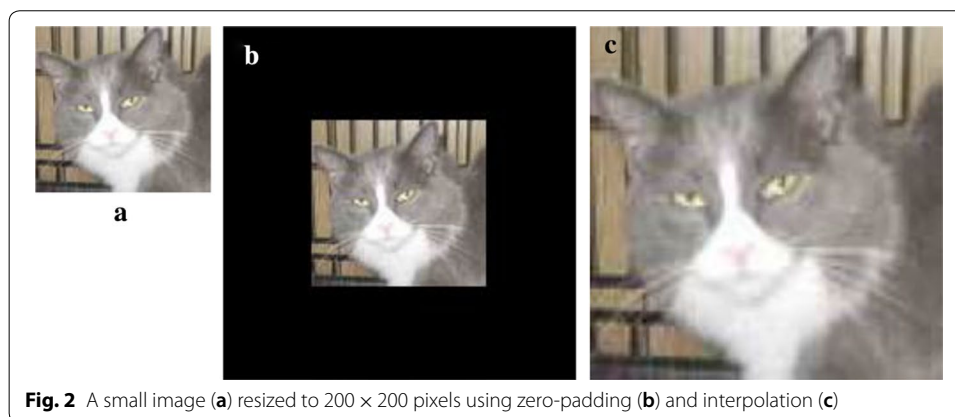 b
c
a
Fig. 2 A small image (a) resized to 200 × 200 pixels using zero-padding (b) and interpolation (c)